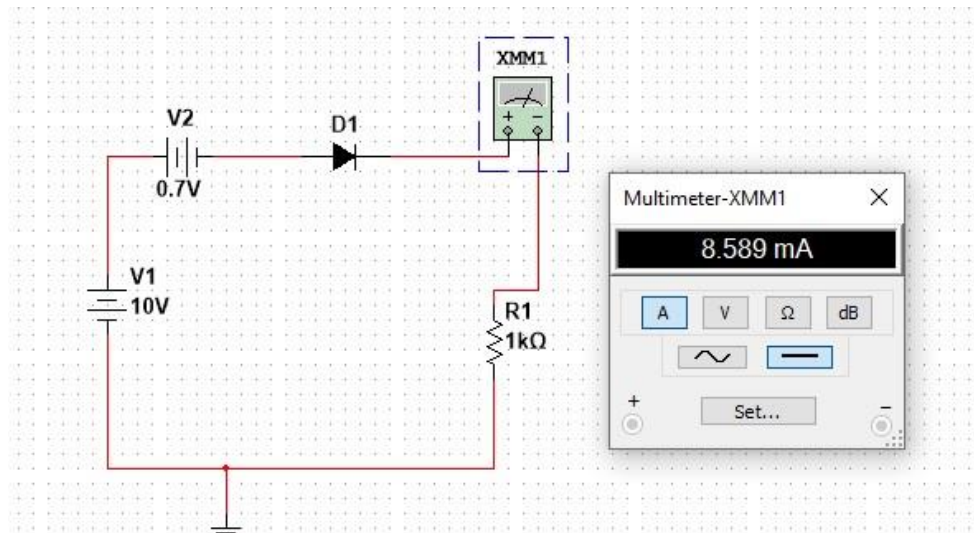 XMM1
V2
D1
0.7V
V1
10V
R1
1kΩ
+ -
Multimeter-XMM1
8.589 mA
A V Ω dB
+ Set... -